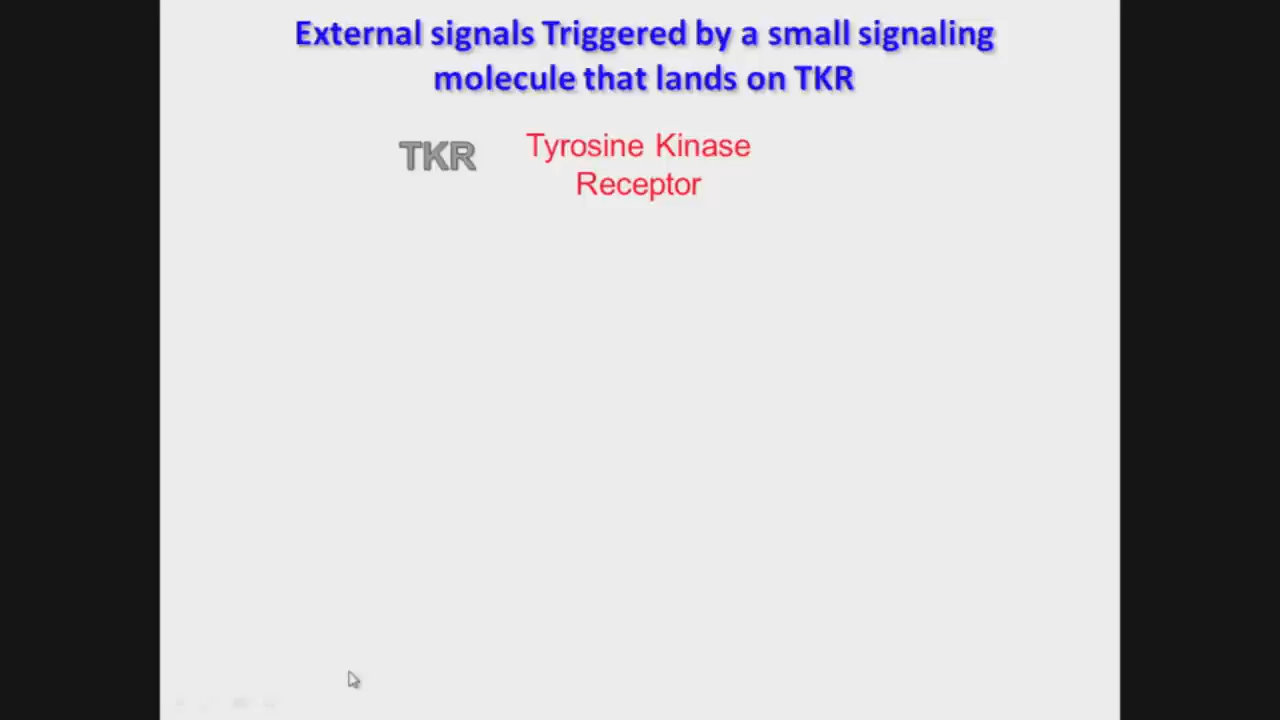 External signals Triggered by a small signaling
molecule that lands on TKR
TKR
Tyrosine Kinase
Receptor